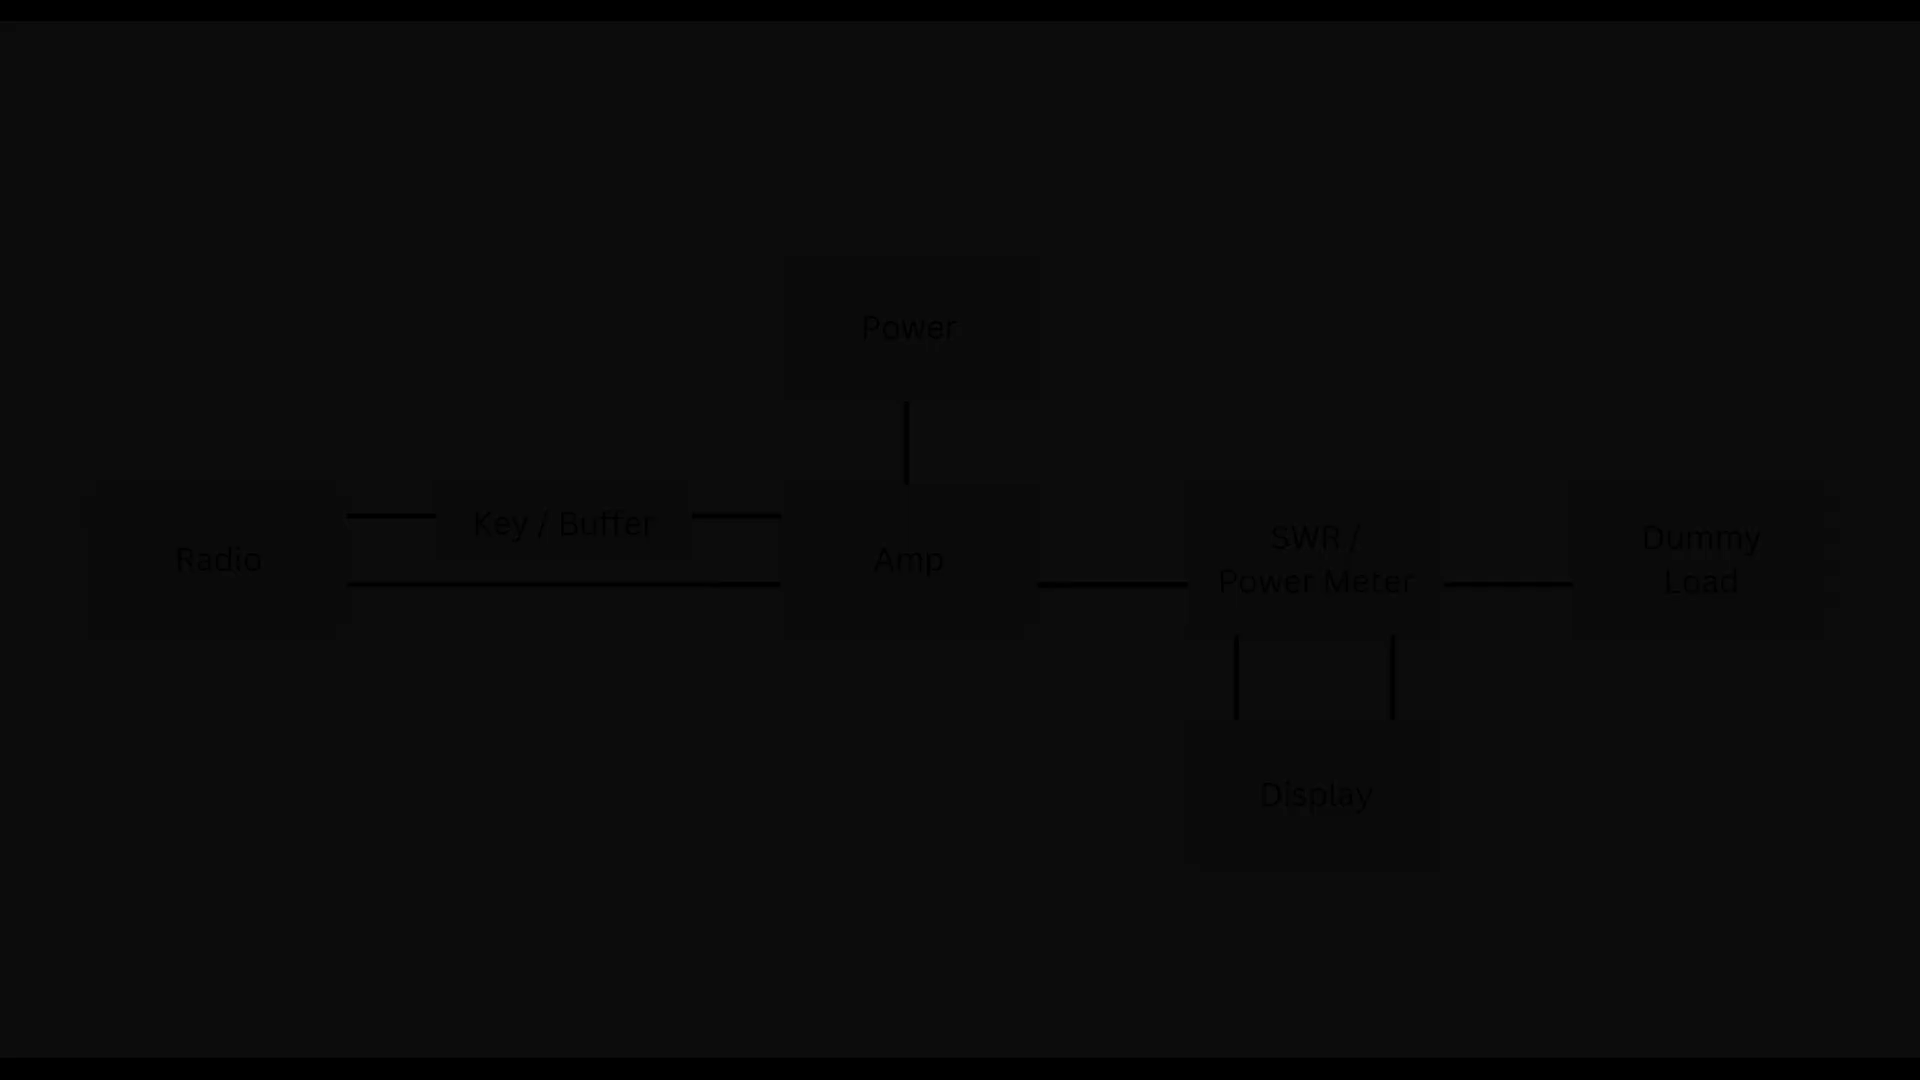 Power
Radio
Key / Buffer
Amp
SWR /
Power Meter
Dummy
Load
Display